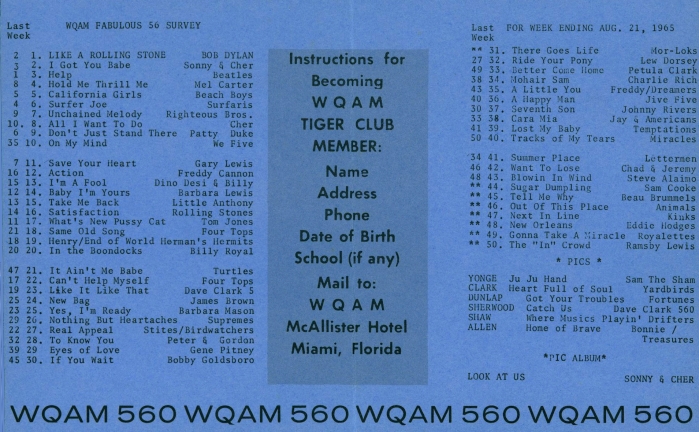 Last WQAM FABULOUS 56 SURVEY
Week
2 1. LIKE A ROLLING STONE BOB DYLAN
3 2. I Got You Babe Sonny & Cher
1 3. Help Beatles
8 4. Hold Me Thrill Me Mel Carter
5 5. California Girls Beach Boys
4 6. Surfer Joe Surfaris
9 7. Unchained Melody Righteous Bros.
10. 8. All I Want To Do Cher
6 9. Don't Just Stand There Patty Duke
35 10. On My Mind We Five
7 11. Save Your Heart Gary Lewis
16 12. Action Freddy Cannon
15 13. I'm A Fool Dino Desi & Billy
12 14. Baby I'm Yours Barbara Lewis
13 15. Take Me Back Little Anthony
14 16. Satisfaction Rolling Stones
11 17. What's New Pussy Cat Tom Jones
21 18. Same Old Song Four Tops
18 19. Henry/End of World Herman's Hermits
20 20. In the Boondocks Billy Royal
47 21. It Ain't Me Babe Turtles
17 22. Can't Help Myself Four Tops
19 23. Like It Like That Dave Clark 5
25 24. New Bag James Brown
23 25. Yes, I'm Ready Barbara Mason
29 26. Nothing But Heartaches Supremes
22 27. Real Appeal Stites/Birdwatchers
32 28. To Know You Peter & Gordon
39 29 Eyes of Love Gene Pitney
45 30. If You Wait Bobby Goldsboro
Instructions for
Becoming
WQAM
TIGER CLUB
MEMBER:
Name
Address
Phone
Date of Birth
School (if any)
Mail to:
WQAM
McAllister Hotel
Miami, Florida
Last FOR WEEK ENDING AUG. 21, 1965
Week
** 31. There Goes Life Mor-Loks
27 32. Ride Your Pony Lew Dorsey
49 33. Better Come Home Petula Clark
38 34. Mohair Sam Charlie Rich
43 35. A Little You Freddy/Dreamers
40 36. A Happy Man Jive Five
30 37. Seventh Son Johnny Rivers
33 38. Cara Mia Jay & Americans
41 39. Lost My Baby Temptations
50 40. Tracks of My Tears Miracles
34 41. Summer Place Lettermen
46 42. Want To Lose Chad & Jeremy
48 43. Blowin In Wind Steve Alaimo
** 44. Sugar Dumpling Sam Cooke
** 45. Tell Me Why Beau Brummels
** 46. Out Of This Place Animals
** 47. Next In Line Kinks
** 48. New Orleans Eddie Hodges
** 49. Gonna Take A Miracle Royalettes
** 50. The "In" Crowd Ramsby Lewis
* PICS *
YONGE Ju Ju Hand Sam The Sham
CLARK Heart Full of Soul Yardbirds
DUNLAP Got Your Troubles Fortunes
SHERWOOD Catch Us Dave Clark 560
SHAW Where Musics Playin' Drifters
ALLEN Home of Brave Bonnie /
Treasures
*PIC ALBUM*
LOOK AT US SONNY & CHER
WQAM 560 WQAM 560 WQAM 560 WQAM 560